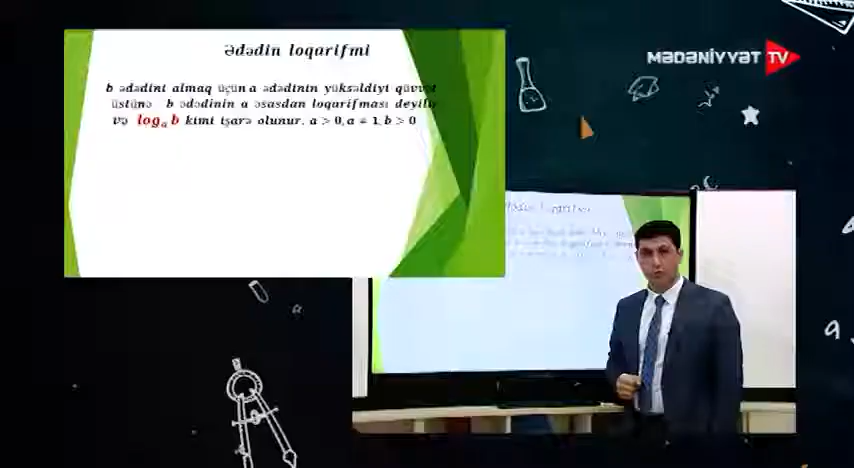 Ədədin loqarifmi
MƏDƏNİYYƏT TV
b ədədini almaq üçün a ədədinin yüksəldiyi qüvvət
üstünə b ədədinin a əsasdan loqarifması deyilir
və logₐ b kimi işarə olunur. a > 0, a ≠ 1, b > 0